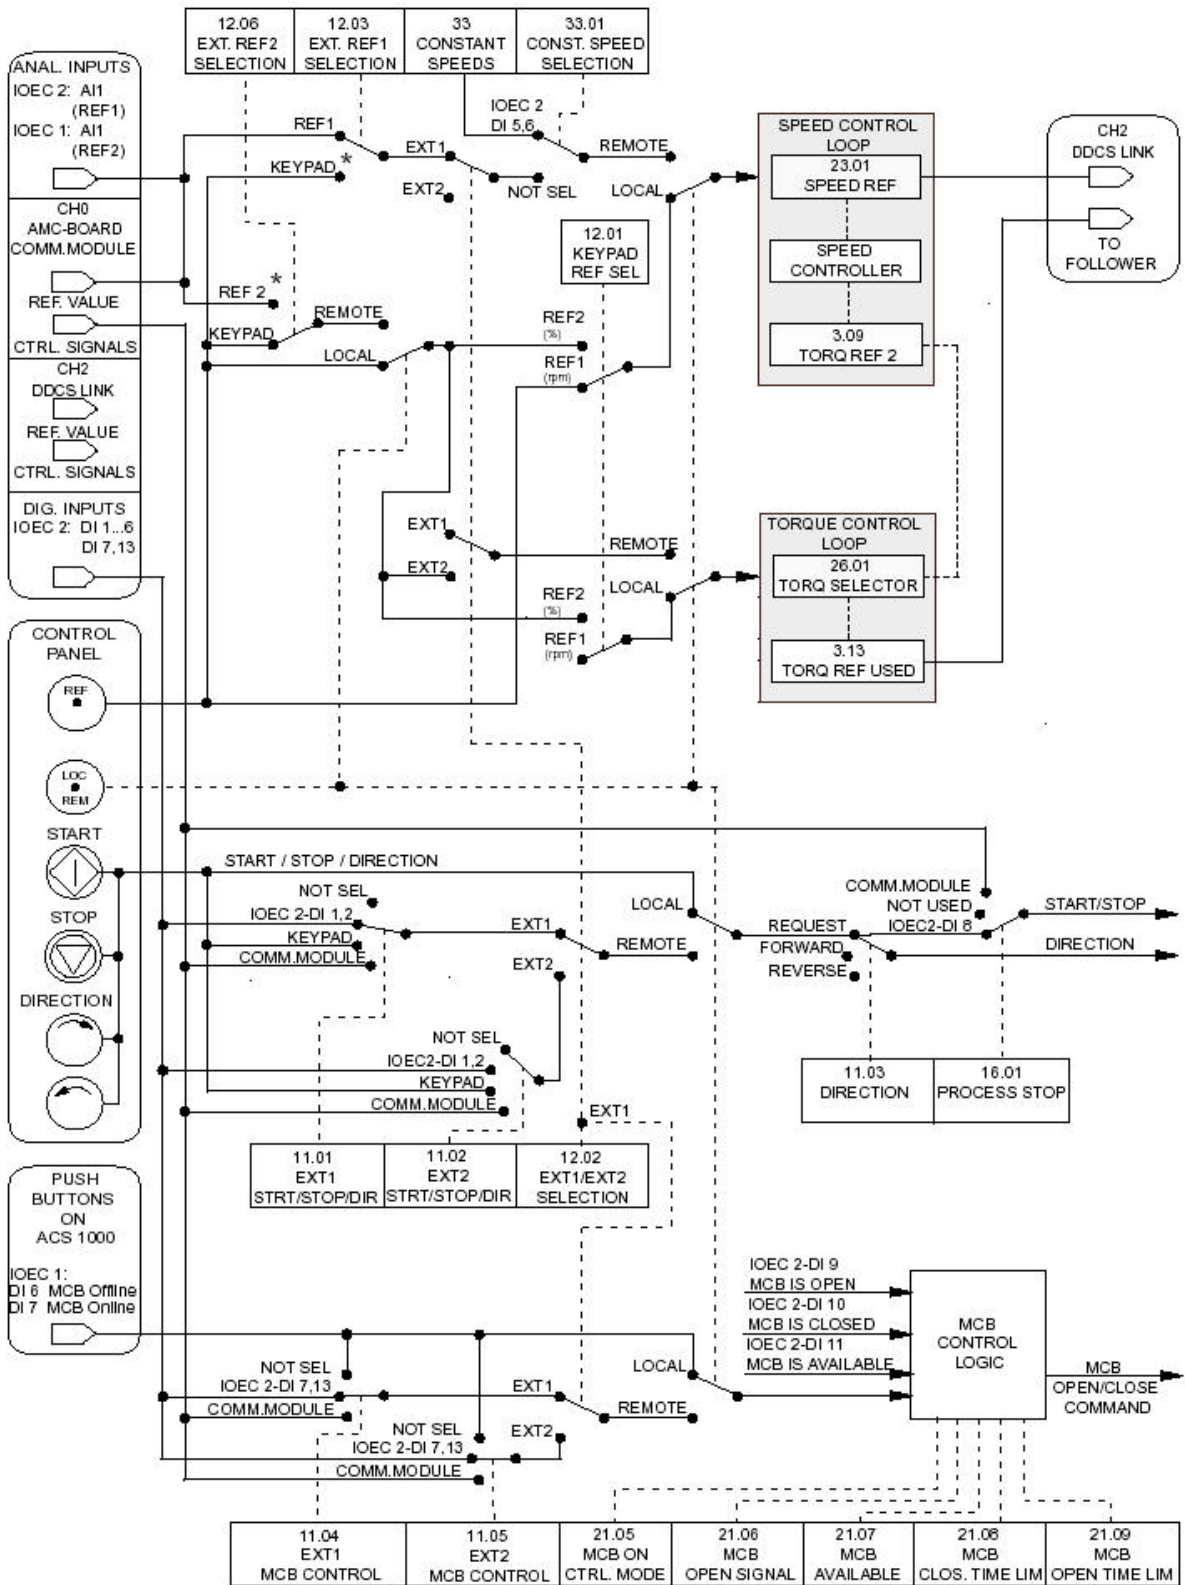 12.06
EXT. REF2
SELECTION
12.03
EXT. REF1
SELECTION
33
CONSTANT
SPEEDS
33.01
CONST. SPEED
SELECTION
ANAL. INPUTS
IOEC 2: AI1
(REF1)
IOEC 1: AI1
(REF2)
CH0
AMC-BOARD
COMM.MODULE
REF. VALUE
CTRL. SIGNALS
CH2
DDCS LINK
REF. VALUE
CTRL. SIGNALS
DIG. INPUTS
IOEC 2: DI 1...6
DI 7,13
REF1
KEYPAD *
EXT1
EXT2
IOEC 2
DI 5,6
REMOTE
NOT SEL
LOCAL
12.01
KEYPAD
REF SEL
REF 2 *
KEYPAD
REMOTE
LOCAL
REF2
(%)
REF1
(rpm)
SPEED CONTROL
LOOP
23.01
SPEED REF
SPEED
CONTROLLER
3.09
TORQ REF 2
CH2
DDCS LINK
TO
FOLLOWER
EXT1
EXT2
REMOTE
LOCAL
REF2
(%)
REF1
(rpm)
TORQUE CONTROL
LOOP
26.01
TORQ SELECTOR
3.13
TORQ REF USED
CONTROL
PANEL
REF
LOC
REM
START
STOP
DIRECTION
START / STOP / DIRECTION
NOT SEL
IOEC 2-DI 1,2
KEYPAD
COMM.MODULE
EXT1
EXT2
LOCAL
REMOTE
REQUEST
FORWARD
REVERSE
COMM.MODULE
NOT USED
IOEC2-DI 8
START/STOP
DIRECTION
NOT SEL
IOEC2-DI 1,2
KEYPAD
COMM.MODULE
EXT1
11.03
DIRECTION
16.01
PROCESS STOP
11.01
EXT1
STRT/STOP/DIR
11.02
EXT2
STRT/STOP/DIR
12.02
EXT1/EXT2
SELECTION
PUSH
BUTTONS
ON
ACS 1000
IOEC 1:
DI 6 MCB Offline
DI 7 MCB Online
NOT SEL
IOEC 2-DI 7,13
COMM.MODULE
EXT1
LOCAL
REMOTE
NOT SEL
EXT2
IOEC 2-DI 7,13
COMM.MODULE
IOEC 2-DI 9
MCB IS OPEN
IOEC 2-DI 10
MCB IS CLOSED
IOEC 2-DI 11
MCB IS AVAILABLE
MCB
CONTROL
LOGIC
MCB
OPEN/CLOSE
COMMAND
11.04
EXT1
MCB CONTROL
11.05
EXT2
MCB CONTROL
21.05
MCB ON
CTRL. MODE
21.06
MCB
OPEN SIGNAL
21.07
MCB
AVAILABLE
21.08
MCB
CLOS. TIME LIM
21.09
MCB
OPEN TIME LIM